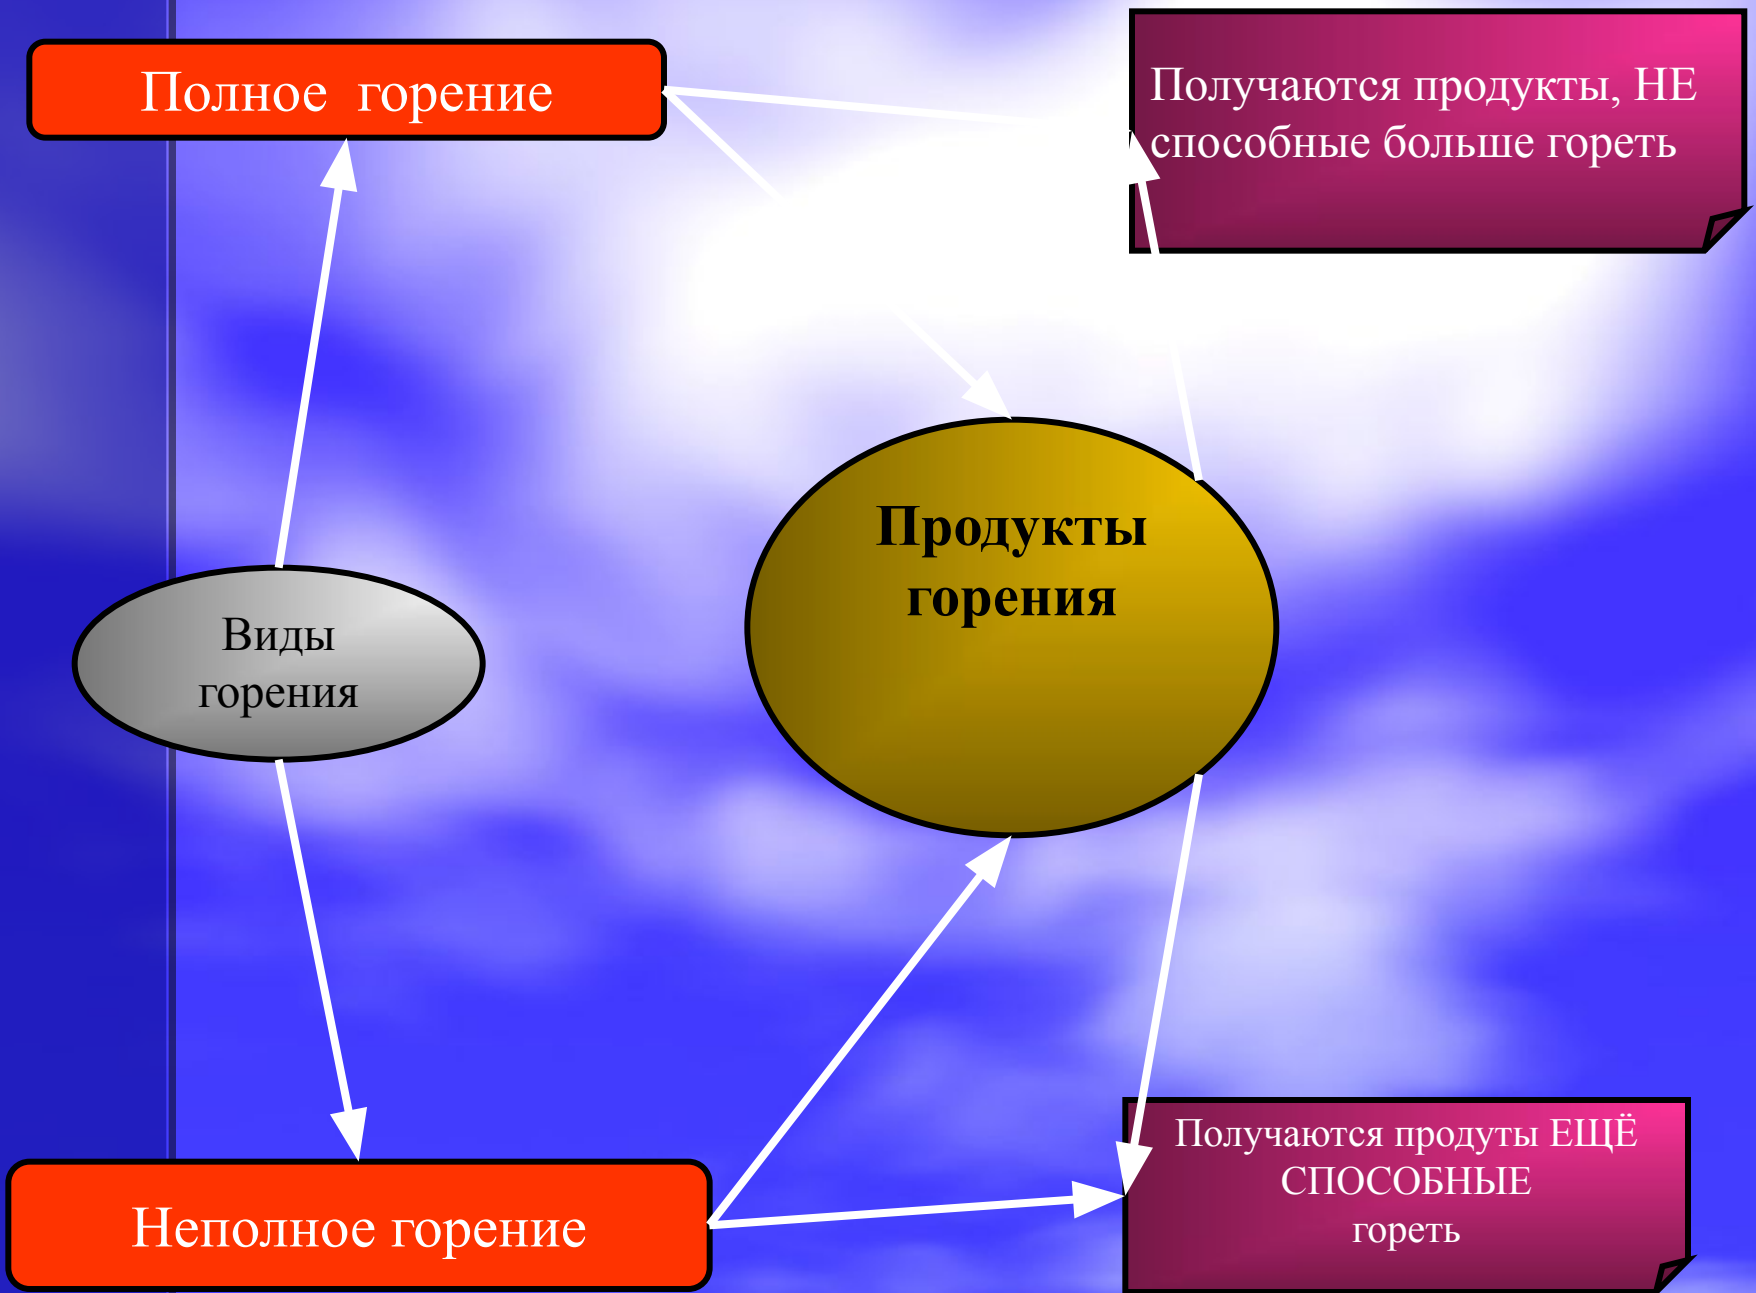 Полное горение
Получаются продукты, НЕ
способные больше гореть
Продукты
горения
Виды
горения
Получаются продуты ЕЩЁ
СПОСОБНЫЕ
гореть
Неполное горение